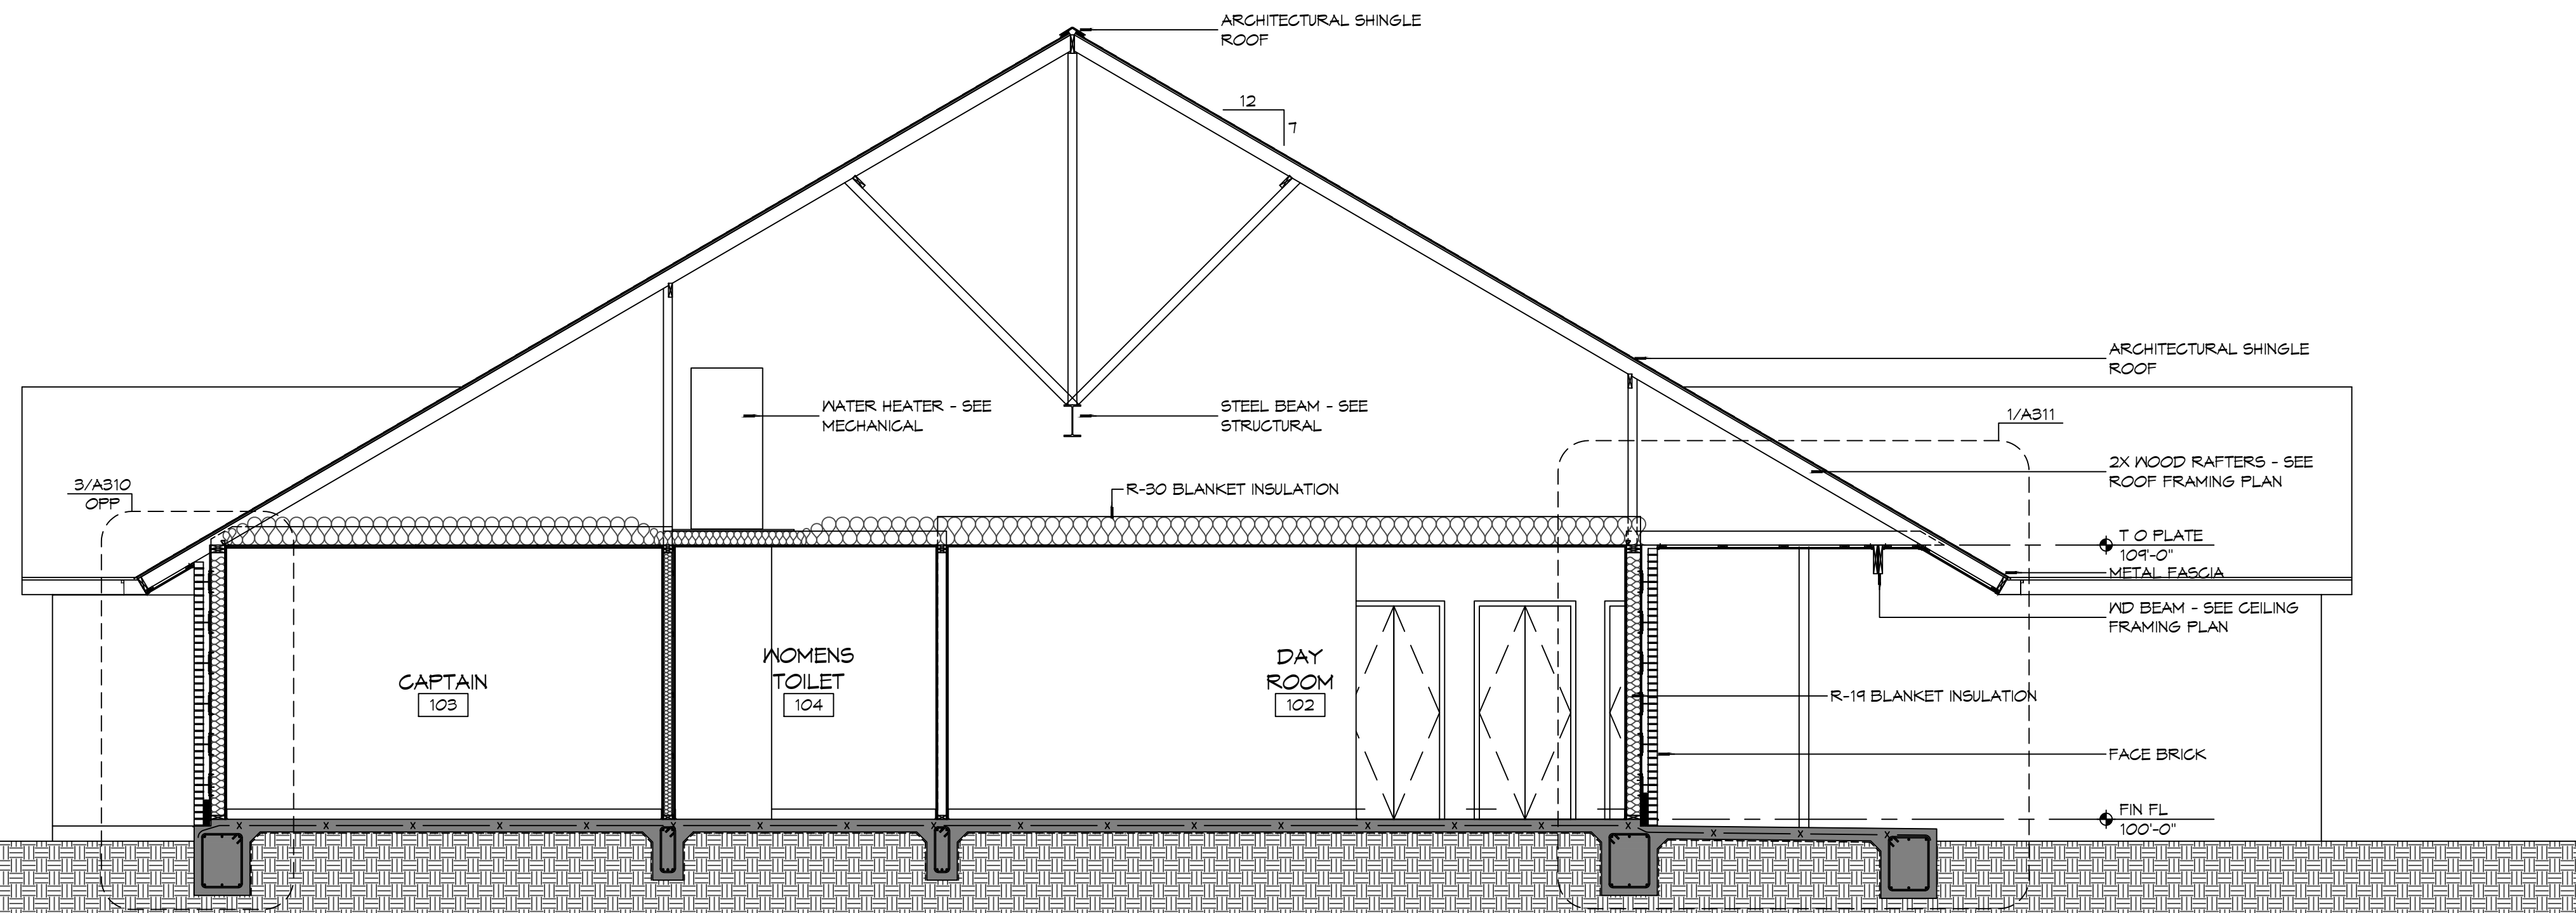 ARCHITECTURAL SHINGLE
ROOF
12
7
ARCHITECTURAL SHINGLE
ROOF
WATER HEATER - SEE
MECHANICAL
STEEL BEAM - SEE
STRUCTURAL
1/A311
2X WOOD RAFTERS - SEE
ROOF FRAMING PLAN
3/A310
OPP
R-30 BLANKET INSULATION
T O PLATE
109'-0"
METAL FASCIA
WD BEAM - SEE CEILING
FRAMING PLAN
CAPTAIN
103
WOMENS
TOILET
104
DAY
ROOM
102
R-19 BLANKET INSULATION
FACE BRICK
FIN FL
100'-0"